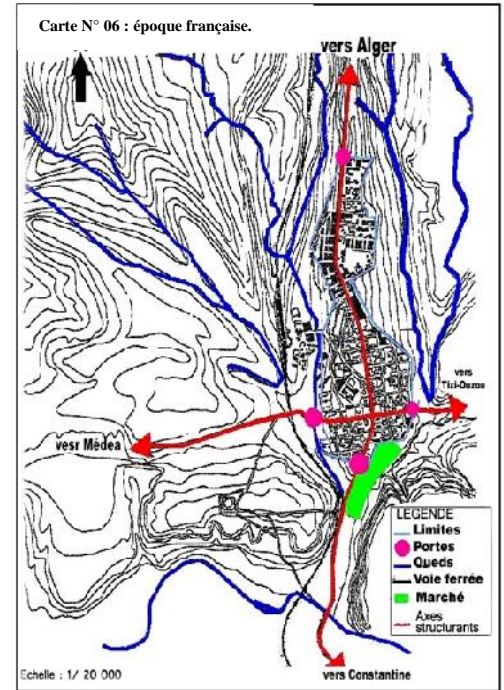 Carte N° 06 : époque française.
vers Alger
vers
Tizi-Ouzou
vesr Médea
LEGENDE
Limites
Portes
Queds
Voie ferrée
Marché
Axes
structurants
Echelle : 1/ 20 000
vers Constantine